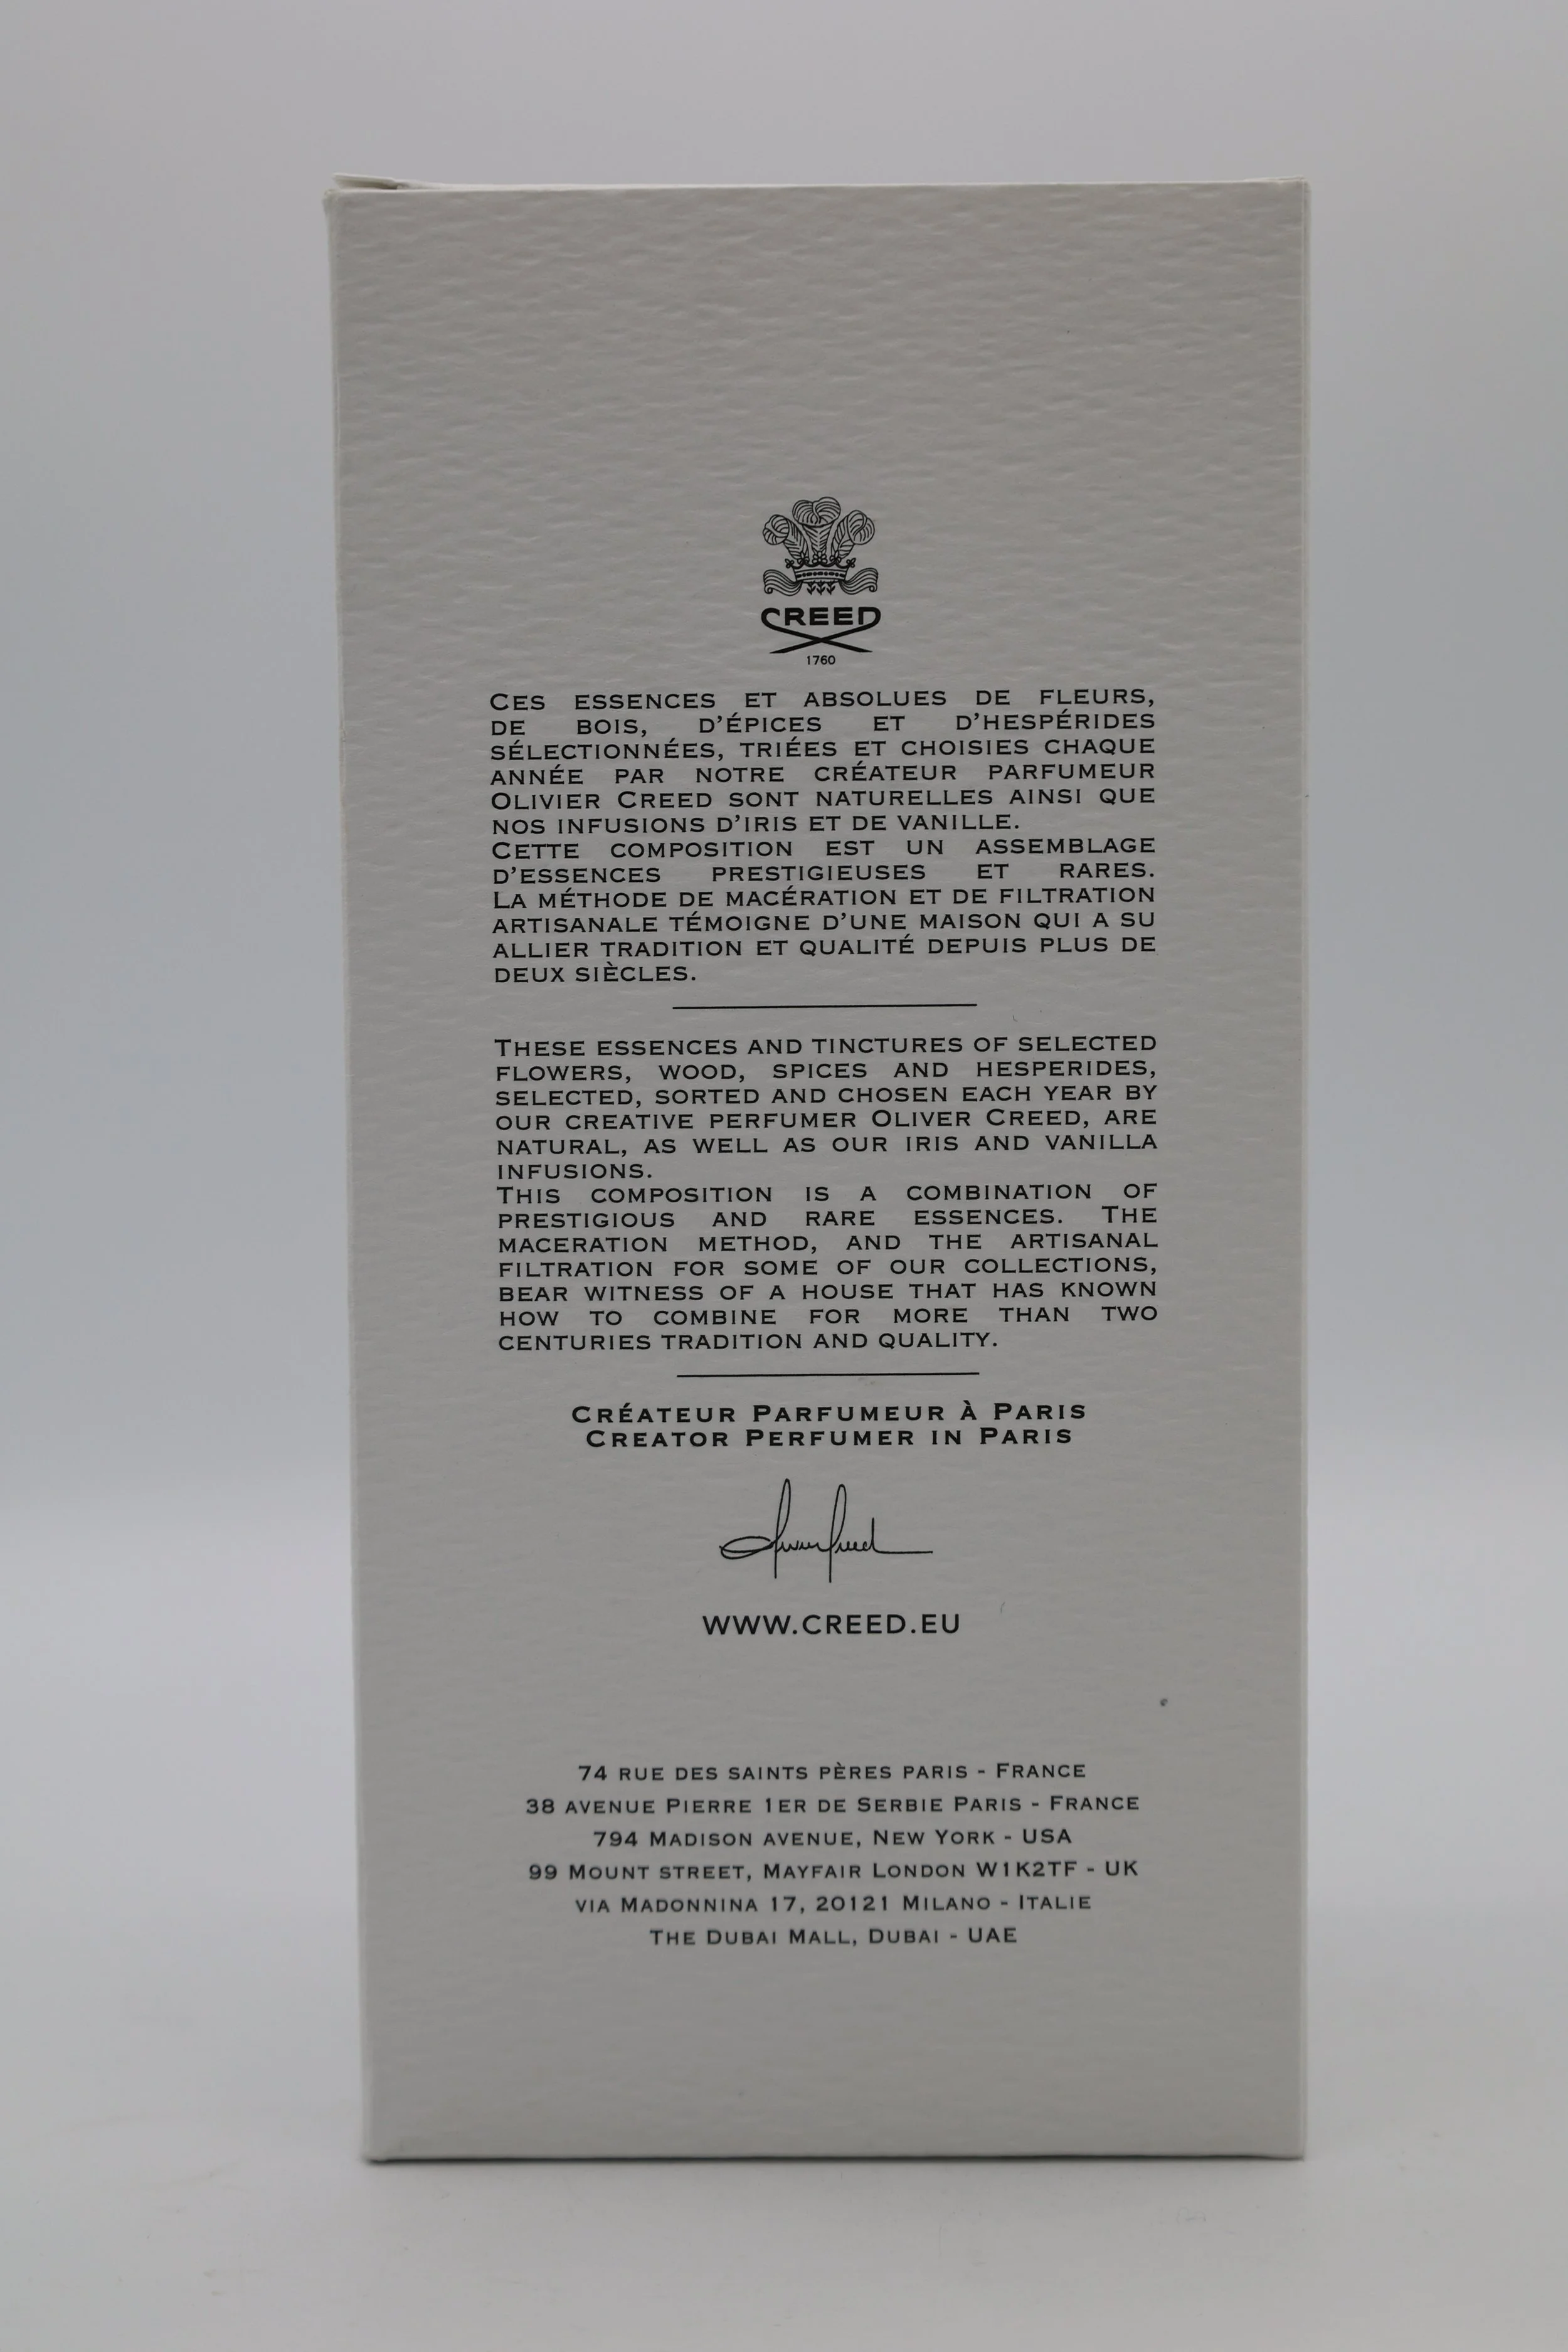 CREED
1760
CES ESSENCES ET ABSOLUES DE FLEURS,
DE BOIS, D'ÉPICES ET D'HESPÉRIDES
SÉLECTIONNÉES, TRIÉES ET CHOISIES CHAQUE
ANNÉE PAR NOTRE CRÉATEUR PARFUMEUR
OLIVIER CREED SONT NATURELLES AINSI QUE
NOS INFUSIONS D'IRIS ET DE VANILLE.
CETTE COMPOSITION EST UN ASSEMBLAGE
D'ESSENCES PRESTIGIEUSES ET RARES.
LA MÉTHODE DE MACÉRATION ET DE FILTRATION
ARTISANALE TÉMOIGNE D'UNE MAISON QUI A SU
ALLIER TRADITION ET QUALITÉ DEPUIS PLUS DE
DEUX SIÈCLES.
THESE ESSENCES AND TINCTURES OF SELECTED
FLOWERS, WOOD, SPICES AND HESPERIDES,
SELECTED, SORTED AND CHOSEN EACH YEAR BY
OUR CREATIVE PERFUMER OLIVER CREED, ARE
NATURAL, AS WELL AS OUR IRIS AND VANILLA
INFUSIONS.
THIS COMPOSITION IS A COMBINATION OF
PRESTIGIOUS AND RARE ESSENCES. THE
MACERATION METHOD, AND THE ARTISANAL
FILTRATION FOR SOME OF OUR COLLECTIONS,
BEAR WITNESS OF A HOUSE THAT HAS KNOWN
HOW TO COMBINE FOR MORE THAN TWO
CENTURIES TRADITION AND QUALITY.
CRÉATEUR PARFUMEUR À PARIS
CREATOR PERFUMER IN PARIS
WWW.CREED.EU
74 RUE DES SAINTS PÈRES PARIS - FRANCE
38 AVENUE PIERRE 1ER DE SERBIE PARIS - FRANCE
794 MADISON AVENUE, NEW YORK - USA
99 MOUNT STREET, MAYFAIR LONDON W1K2TF - UK
VIA MADONNINA 17, 20121 MILANO - ITALIE
THE DUBAI MALL, DUBAI - UAE